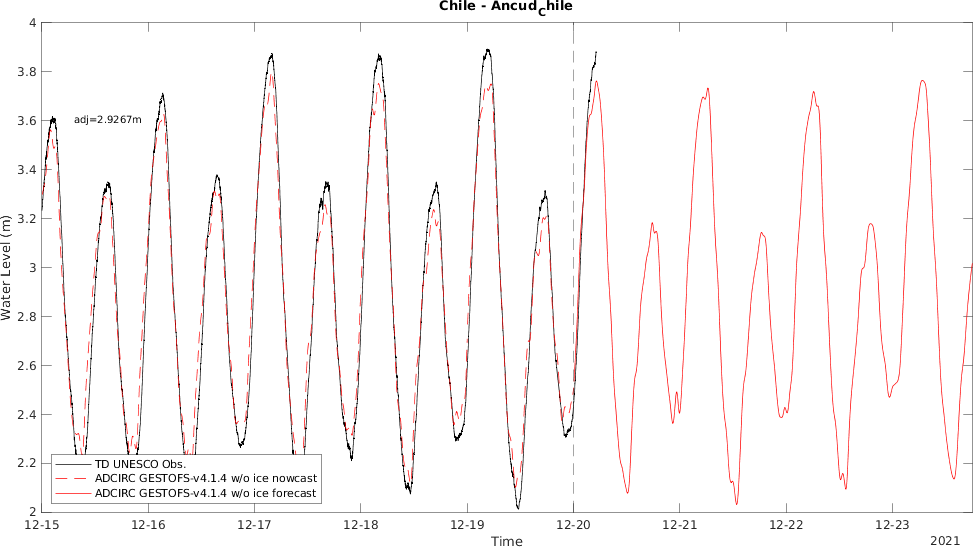 Chile - Ancud_Chile
4
3.8
3.6
3.4
3.2
3
2.8
2.6
2.4
2.2
2
Water Level (m)
adj=2.9267m
TD UNESCO Obs.
ADCIRC GESTOFS-v4.1.4 w/o ice nowcast
ADCIRC GESTOFS-v4.1.4 w/o ice forecast
12-15 12-16 12-17 12-18 12-19 12-20 12-21 12-22 12-23
Time
2021